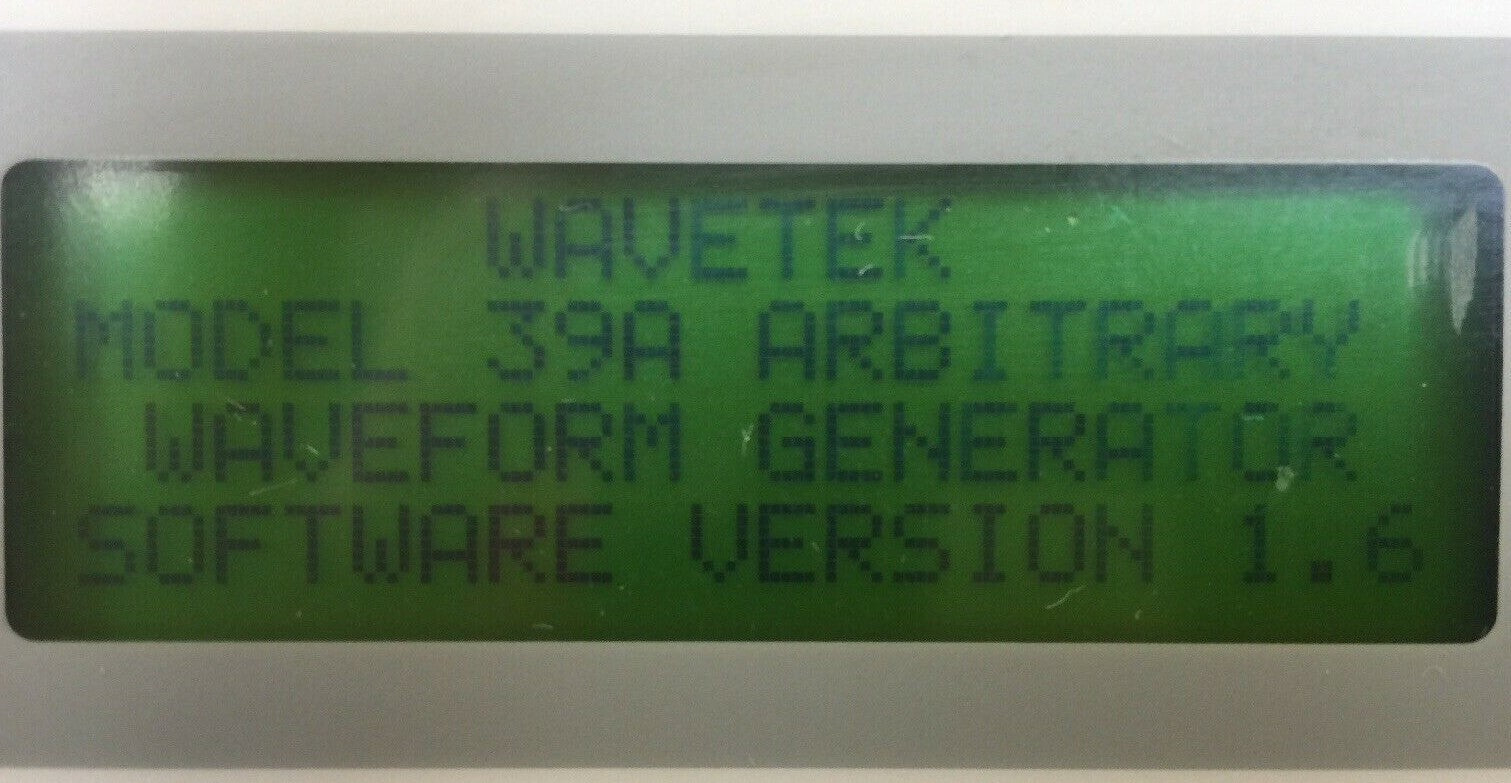 WAVETEK
MODEL 39A ARBITRARY
WAVEFORM GENERATOR
SOFTWARE VERSION 1.6